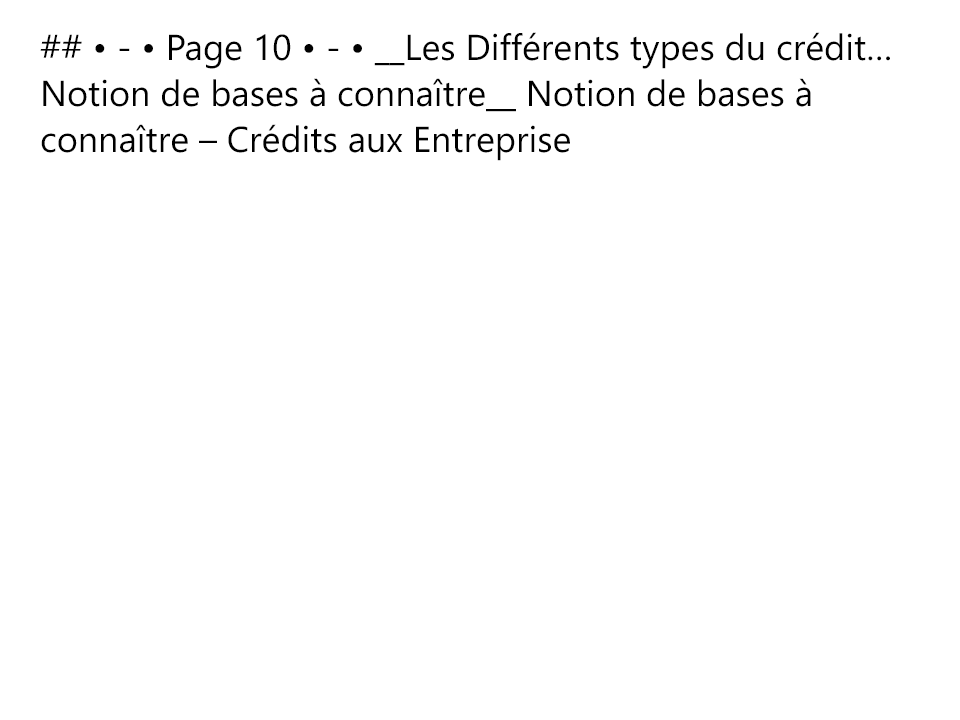 ## • - • Page 10 • - • __Les Différents types du crédit...
Notion de bases à connaître__ Notion de bases à
connaître – Crédits aux Entreprise